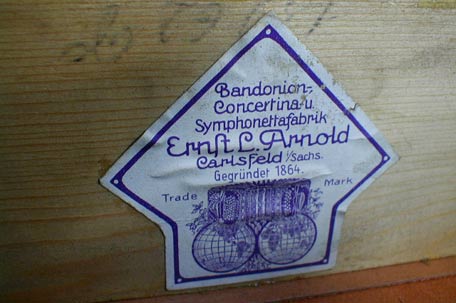 Bandonion-,
Concertina- u.
Symphonettafabrik
Ernst L. Arnold
Carlsfeld i/Sachs.
Gegründet 1864.
Trade Mark